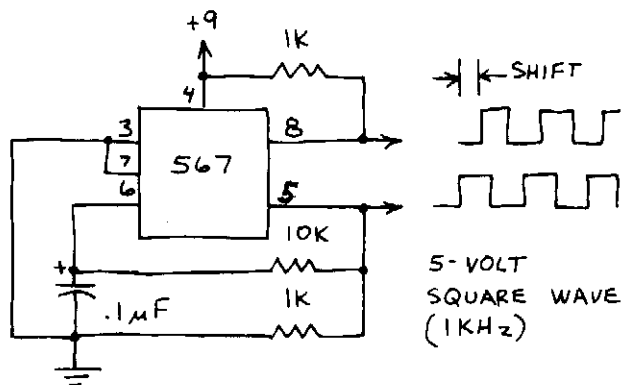 +9
1K
SHIFT
4
3
8
7
567
6
5
10K
+
1K
.1µF
5-VOLT
SQUARE WAVE
(1KHz)